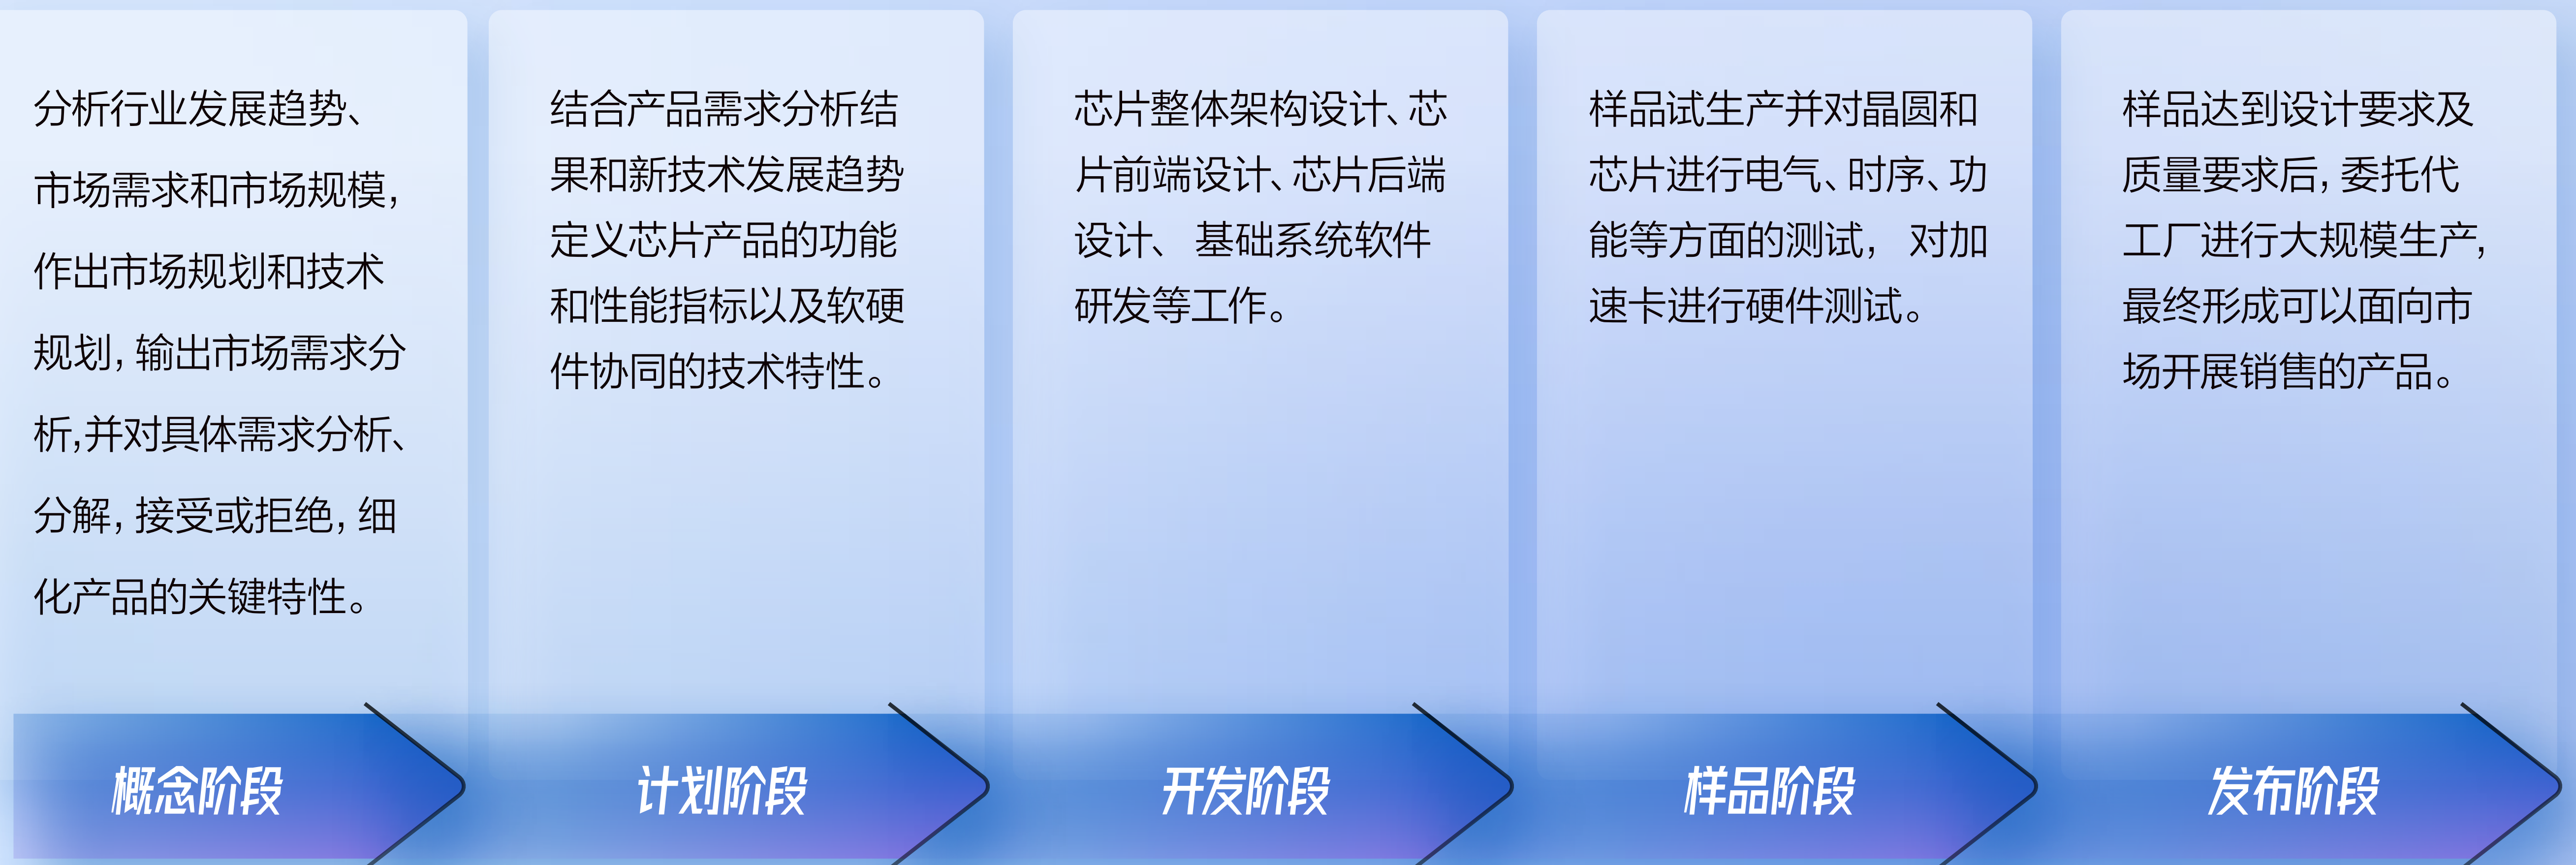 分析行业发展趋势、
市场需求和市场规模，
作出市场规划和技术
规划，输出市场需求分
析,并对具体需求分析、
分解，接受或拒绝，细
化产品的关键特性。
概念阶段
结合产品需求分析结
果和新技术发展趋势
定义芯片产品的功能
和性能指标以及软硬
件协同的技术特性。
计划阶段
芯片整体架构设计、芯
片前端设计、芯片后端
设计、 基础系统软件
研发等工作。
开发阶段
样品试生产并对晶圆和
芯片进行电气、时序、功
能等方面的测试， 对加
速卡进行硬件测试。
样品阶段
样品达到设计要求及
质量要求后，委托代
工厂进行大规模生产，
最终形成可以面向市
场开展销售的产品。
发布阶段